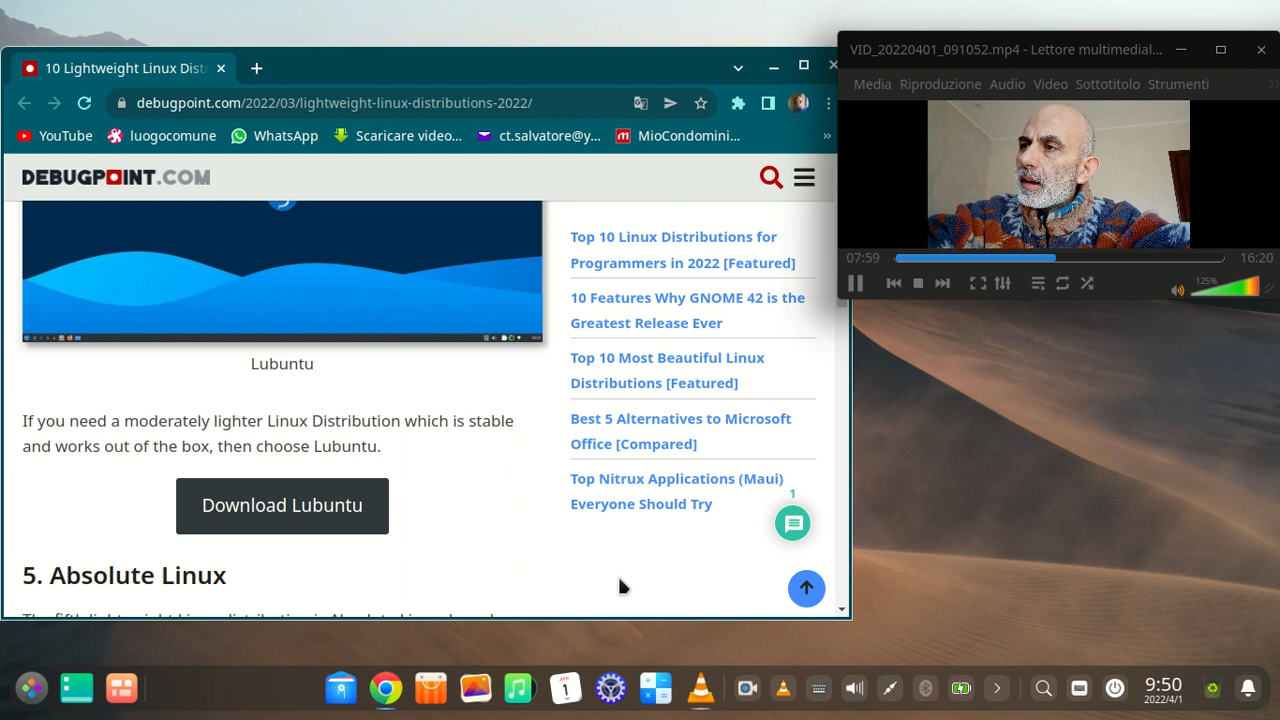 10 Lightweight Linux Dist
debugpoint.com/2022/03/lightweight-linux-distributions-2022/
YouTube
luogocomune
WhatsApp
Scaricare video...
ct.salvatore@y...
MioCondomini...
»
DEBUGPOINT.COM
Lubuntu
If you need a moderately lighter Linux Distribution which is stable
and works out of the box, then choose Lubuntu.
Download Lubuntu
5. Absolute Linux
Top 10 Linux Distributions for
Programmers in 2022 [Featured]
10 Features Why GNOME 42 is the
Greatest Release Ever
Top 10 Most Beautiful Linux
Distributions [Featured]
Best 5 Alternatives to Microsoft
Office [Compared]
Top Nitrux Applications (Maui)
Everyone Should Try
1
VID_20220401_091052.mp4 - Lettore multimedial...
Media Riproduzione Audio Video Sottotitolo Strumenti
07:59
16:20
125%
APR
1
9:50
2022/4/1